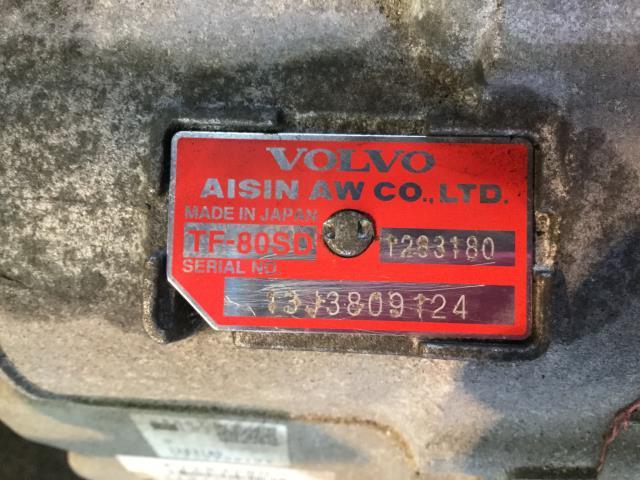 VOLVO
AISIN AW CO.,LTD.
MADE IN JAPAN
TF-80SD 1283180
SERIAL NO.
13J3809124